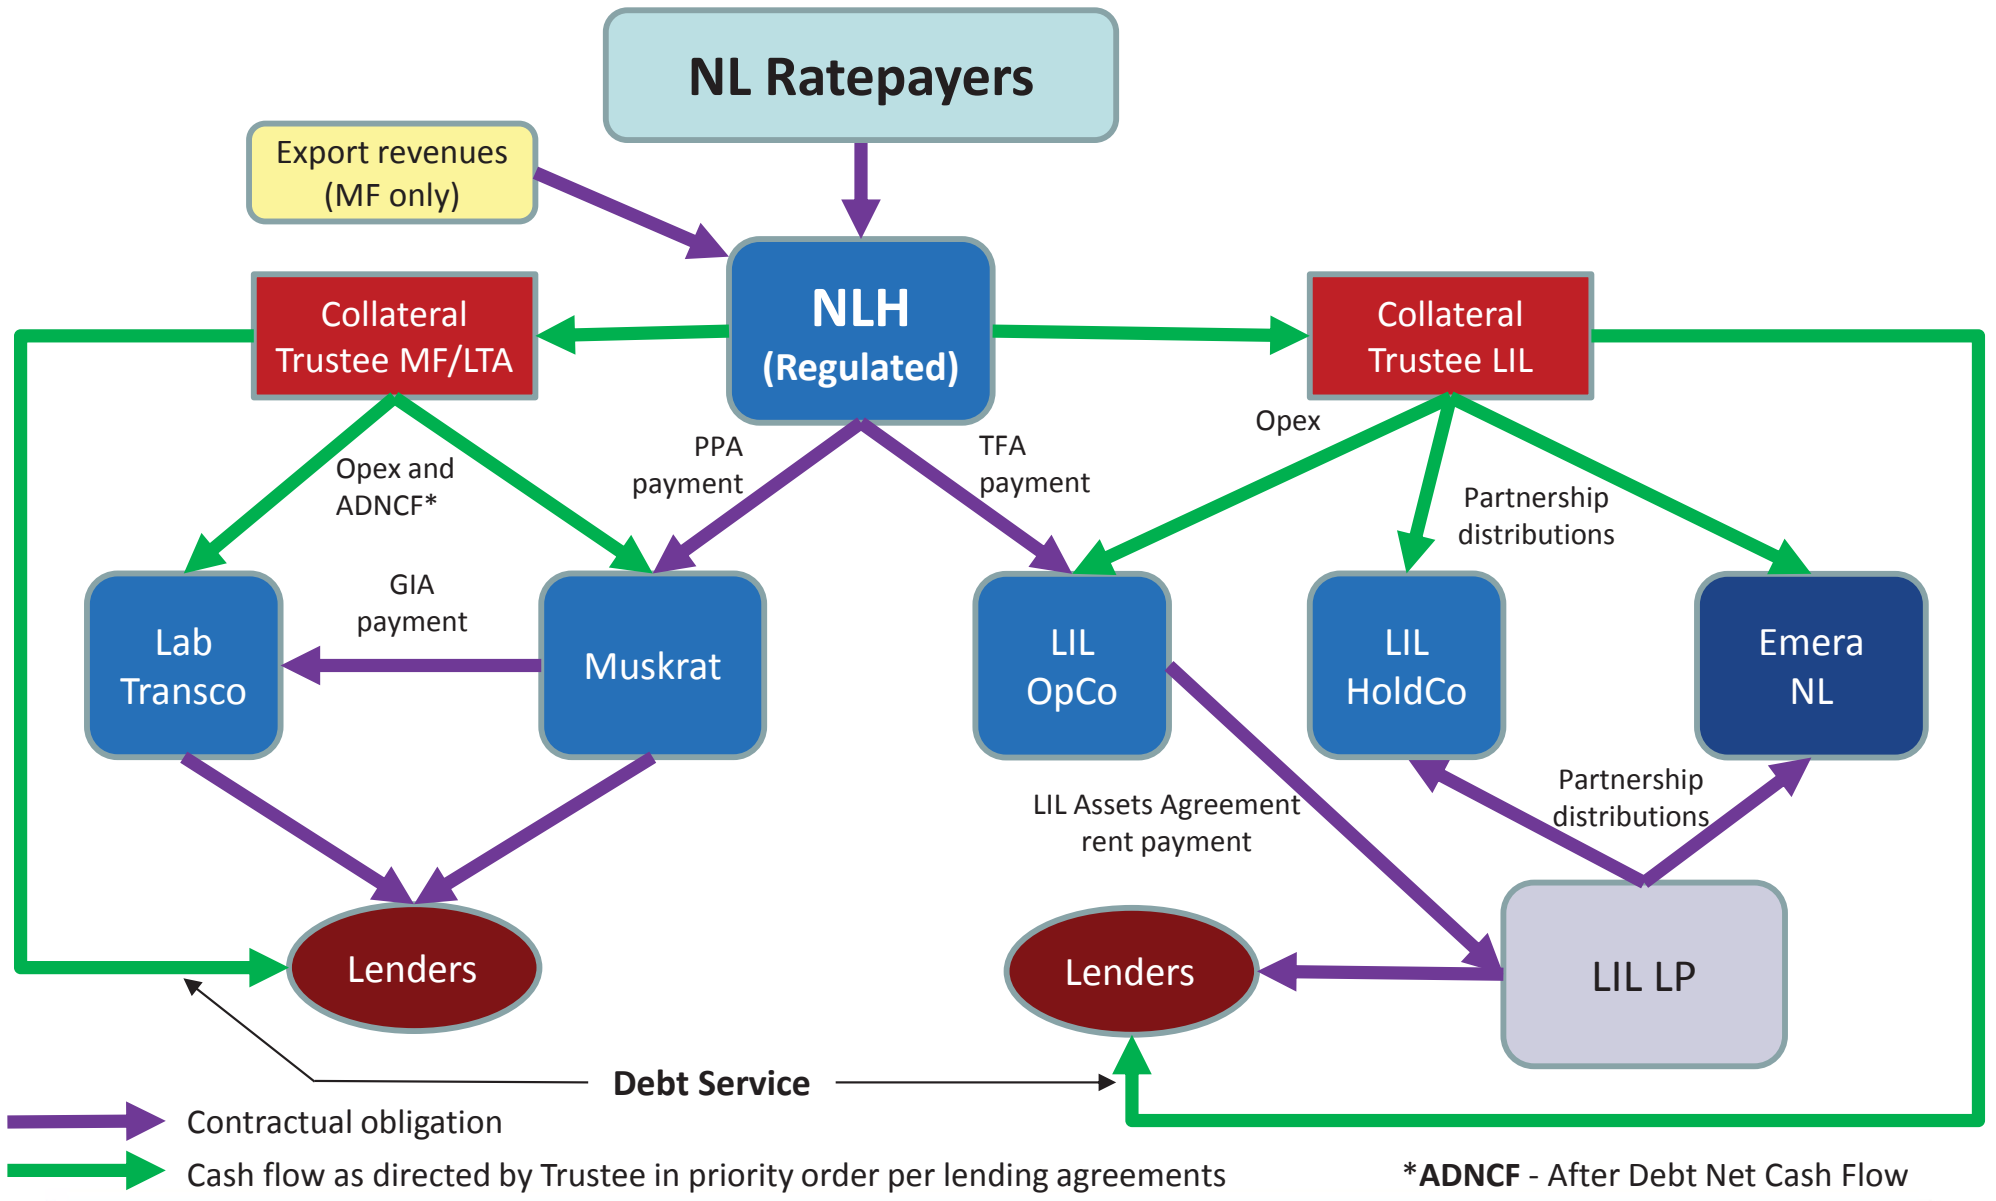 NL Ratepayers
Export revenues
(MF only)
NLH
(Regulated)
Collateral
Trustee MF/LTA
Collateral
Trustee LIL
Opex and
ADNCF*
PPA
payment
TFA
payment
Opex
Partnership
distributions
GIA
payment
Lab
Transco
Muskrat
LIL
OpCo
LIL
HoldCo
Emera
NL
LIL Assets Agreement
rent payment
Partnership
distributions
Lenders
Lenders
LIL LP
Debt Service
Contractual obligation
Cash flow as directed by Trustee in priority order per lending agreements
*ADNCF - After Debt Net Cash Flow